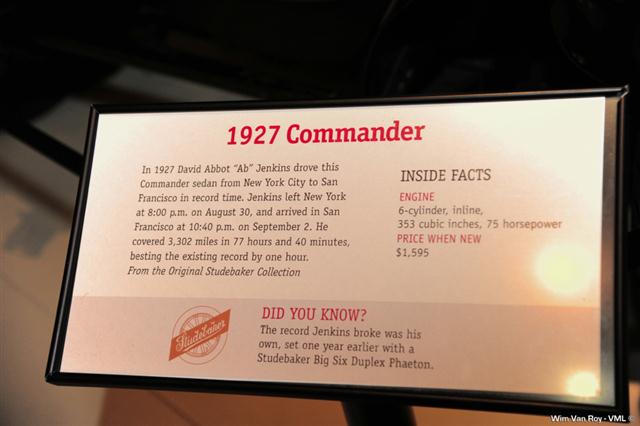 1927 Commander
In 1927 David Abbot "Ab" Jenkins drove this
Commander sedan from New York City to San
Francisco in record time. Jenkins left New York
at 8:00 p.m. on August 30, and arrived in San
Francisco at 10:40 p.m. on September 2. He
covered 3,302 miles in 77 hours and 40 minutes,
besting the existing record by one hour.
From the Original Studebaker Collection
INSIDE FACTS
ENGINE
6-cylinder, inline,
353 cubic inches, 75 horsepower
PRICE WHEN NEW
$1,595
Studebaker
DID YOU KNOW?
The record Jenkins broke was his
own, set one year earlier with a
Studebaker Big Six Duplex Phaeton.
Wim Van Roy - VML ©